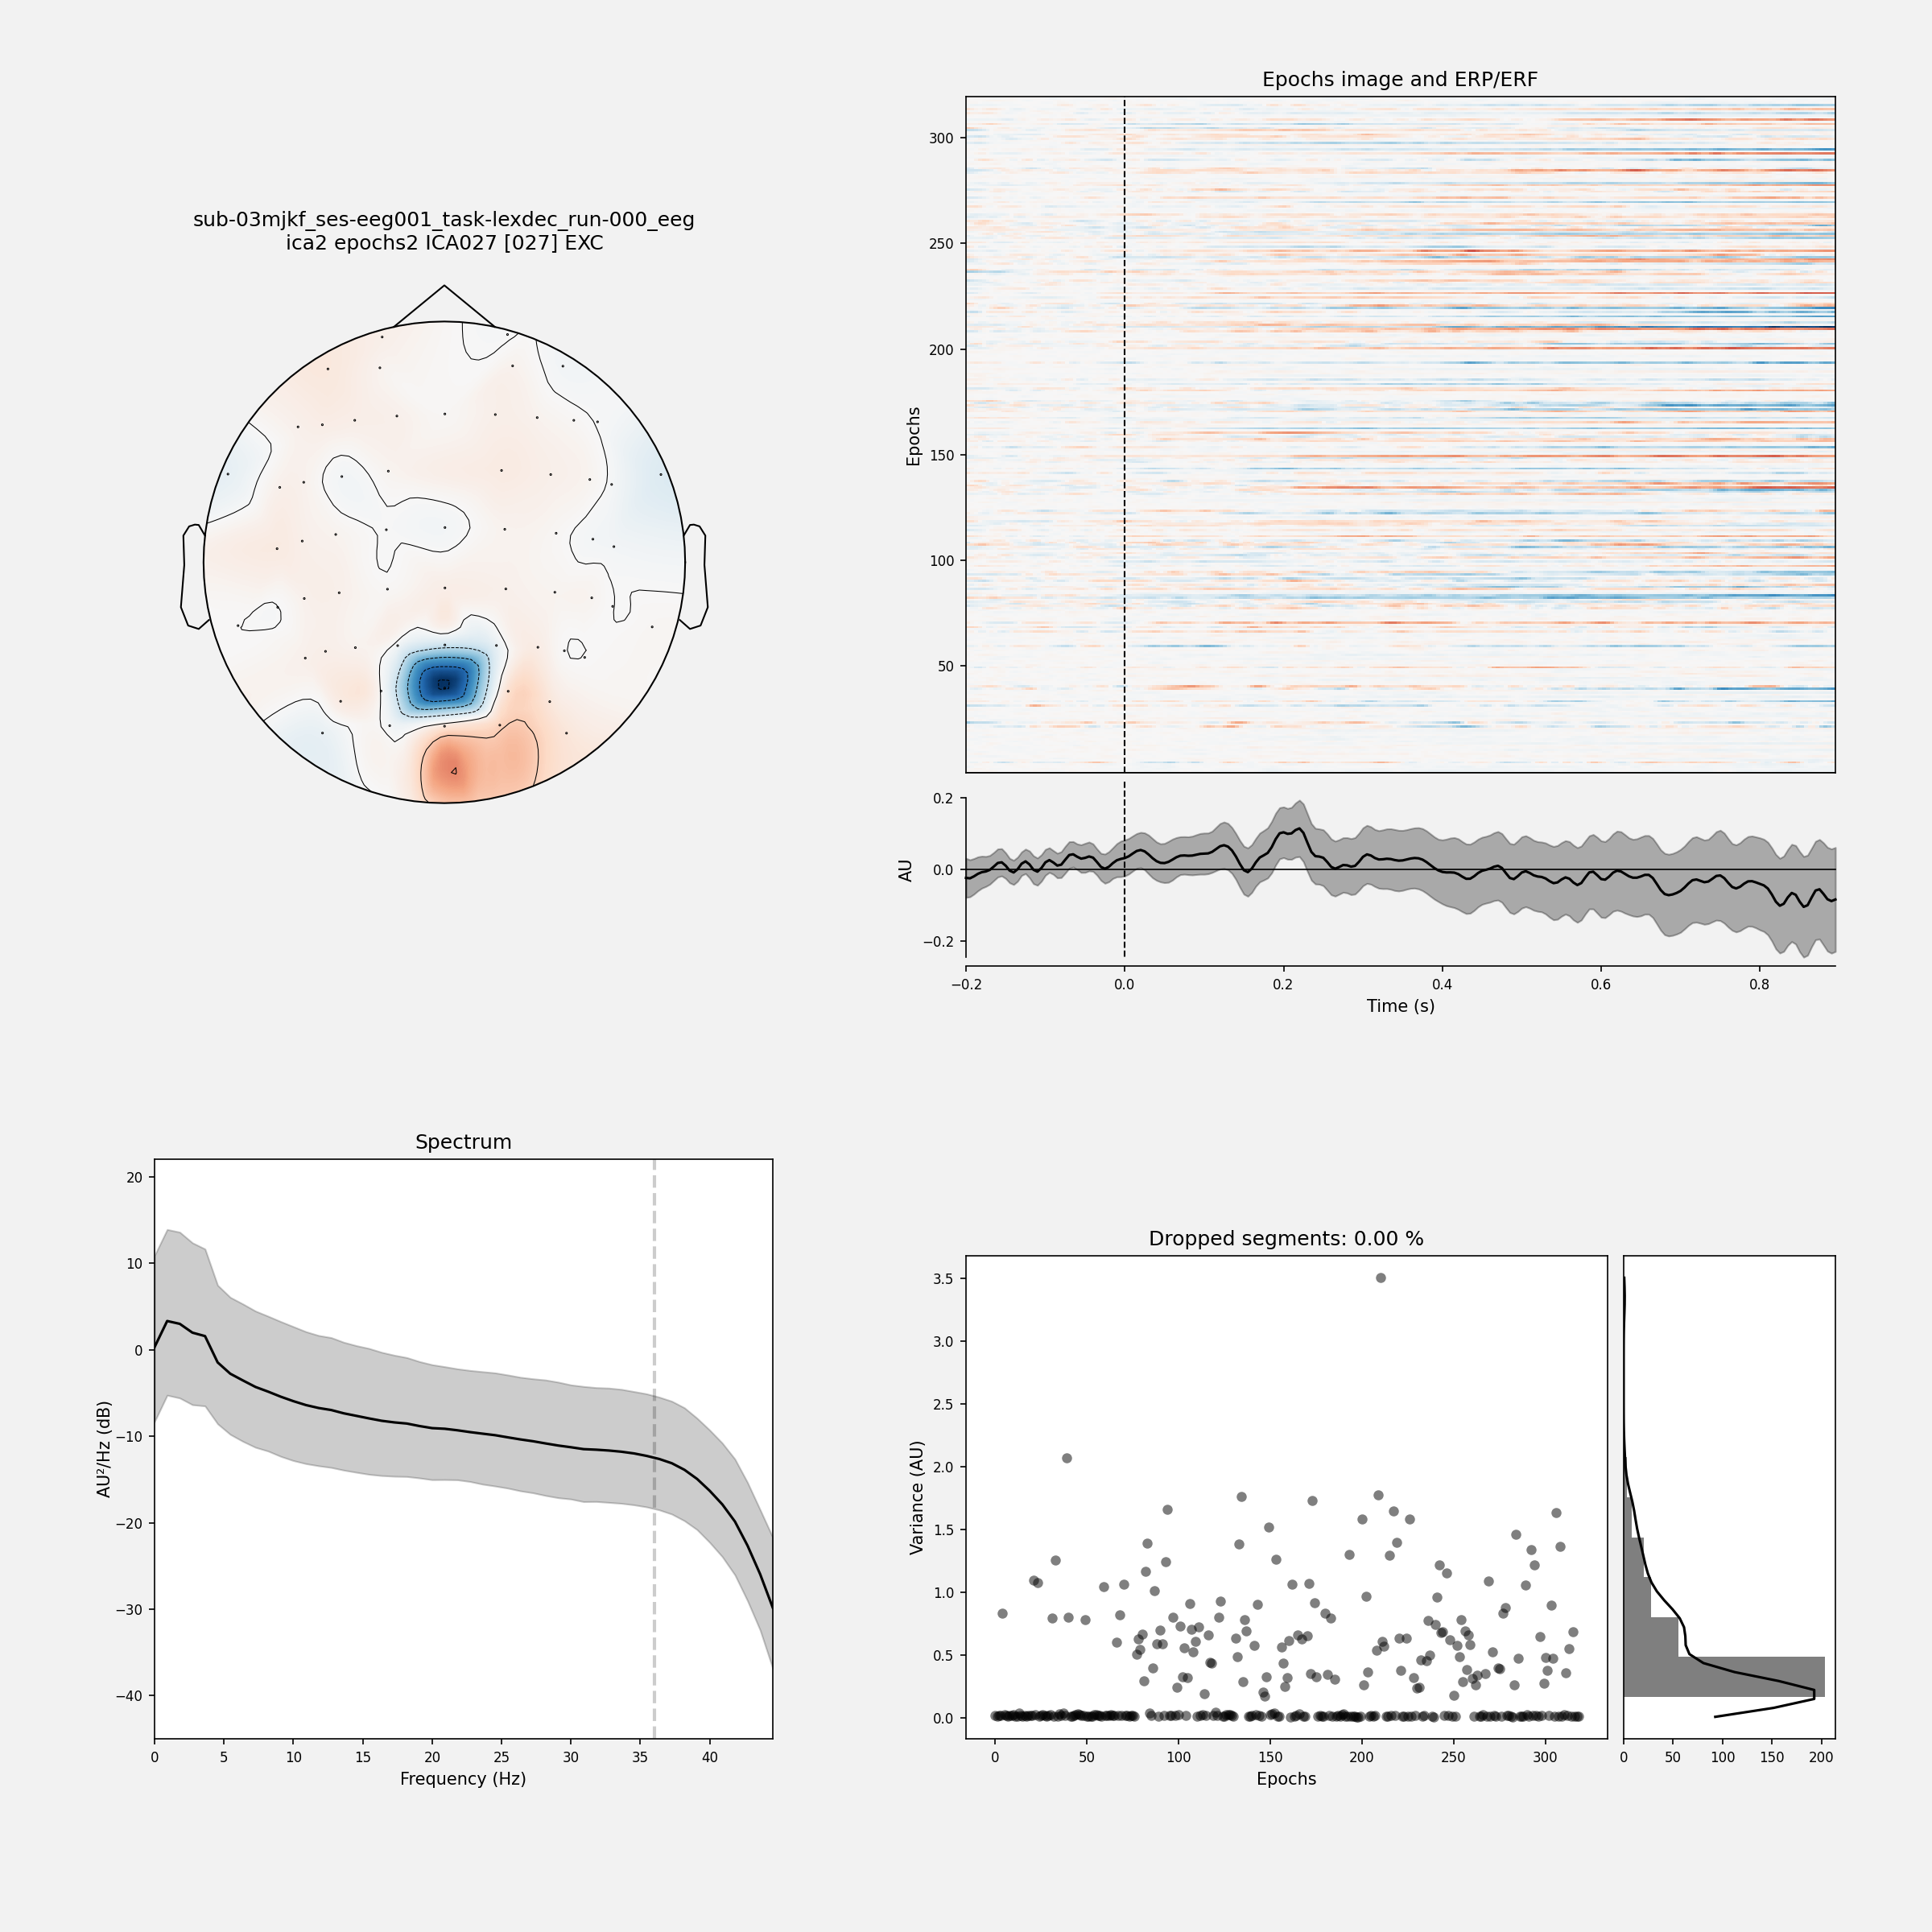 sub-03mjkf_ses-eeg001_task-lexdec_run-000_eeg
ica2 epochs2 ICA027 [027] EXC
Epochs image and ERP/ERF
Epochs
300
250
200
150
100
50
AU
0.2
0.0
−0.2
−0.2 0.0 0.2 0.4 0.6 0.8
Time (s)
Spectrum
AU²/Hz (dB)
20
10
0
−10
−20
−30
−40
0 5 10 15 20 25 30 35 40
Frequency (Hz)
Dropped segments: 0.00 %
Variance (AU)
3.5
3.0
2.5
2.0
1.5
1.0
0.5
0.0
0 50 100 150 200 250 300
Epochs
0 50 100 150 200